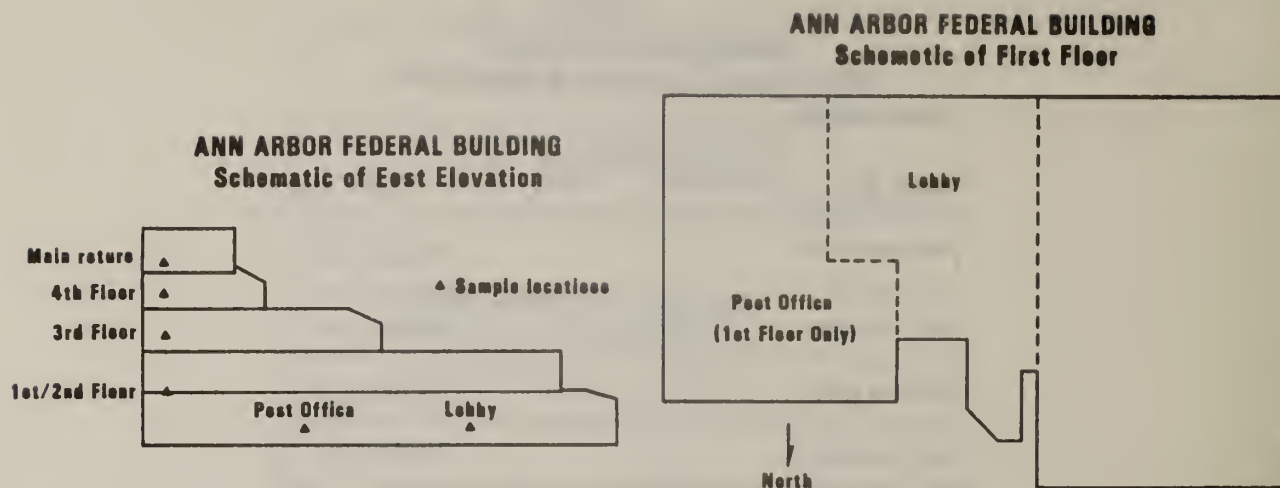 ANN ARBOR FEDERAL BUILDING
Schematic of East Elevation
Main return
4th Floor
3rd Floor
1st/2nd Floor
Post Office
Lobby
▲ Sample locations
ANN ARBOR FEDERAL BUILDING
Schematic of First Floor
Lobby
Post Office
(1st Floor Only)
North